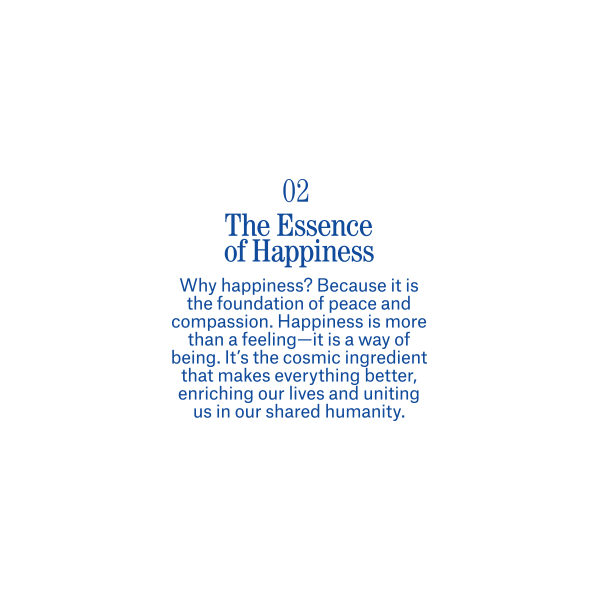 02
The Essence
of Happiness
Why happiness? Because it is
the foundation of peace and
compassion. Happiness is more
than a feeling—it is a way of
being. It’s the cosmic ingredient
that makes everything better,
enriching our lives and uniting
us in our shared humanity.